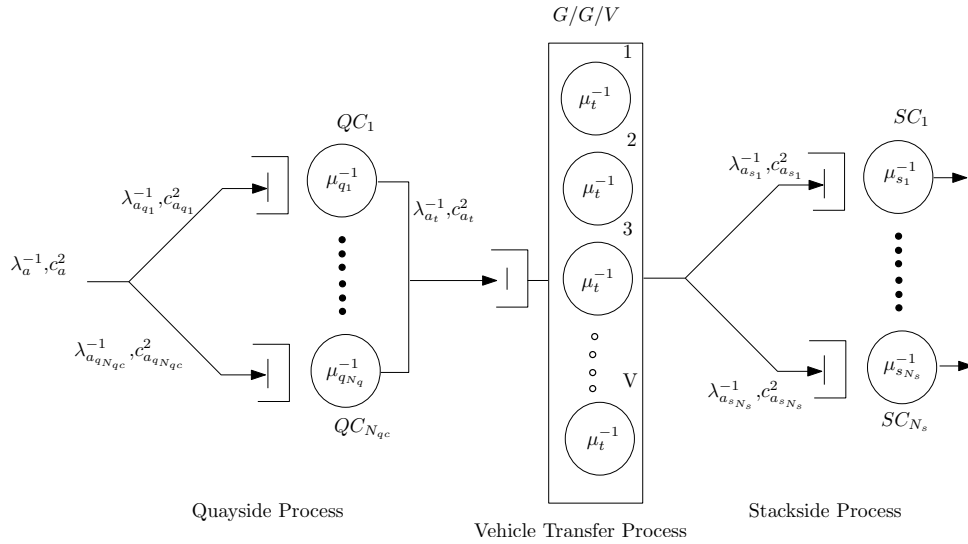 G/G/V
1
μ_t^{-1}
2
μ_t^{-1}
3
μ_t^{-1}
V
μ_t^{-1}
QC_1
μ_{q_1}^{-1}
λ_{a_{q_1}}^{-1},c_{a_{q_1}}^2
λ_a^{-1},c_a^2
λ_{a_{q_{N_{qc}}}}^{-1},c_{a_{q_{N_{qc}}}}^2
μ_{q_{N_q}}^{-1}
QC_{N_{qc}}
λ_{a_t}^{-1},c_{a_t}^2
SC_1
λ_{a_{s_1}}^{-1},c_{a_{s_1}}^2
μ_{s_1}^{-1}
μ_{s_{N_s}}^{-1}
λ_{a_{s_{N_s}}}^{-1},c_{a_{s_{N_s}}}^2
SC_{N_s}
Quayside Process
Vehicle Transfer Process
Stackside Process